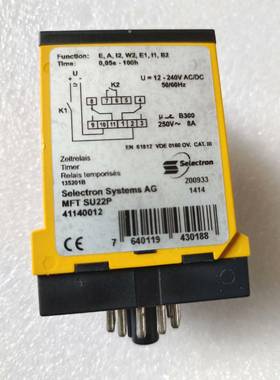 Function: E, A, I2, W2, E1, I1, B2
Time: 0,05s - 100h
U
K1
K2
U = 12 - 240V AC/DC
50/60Hz
B300
250V~ 8A
EN 61812 VDE 0160 OV. CAT. III
Zeitrelais
Timer
Relais temporisés
135201B
Selectron
200933
1414
Selectron Systems AG
MFT SU22P
41140012
CE
7 640119 430188